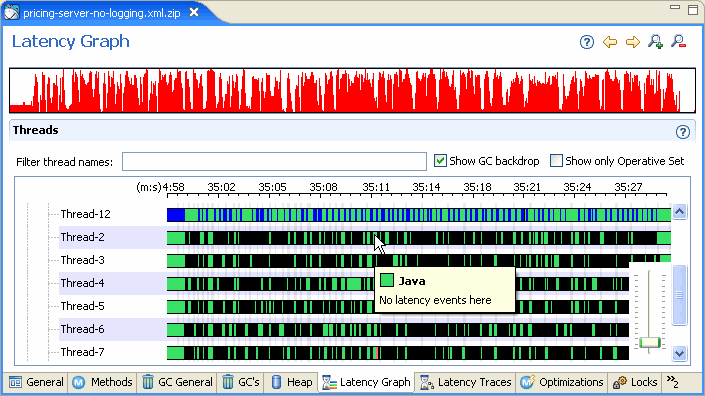 pricing-server-no-logging.xml.zip
Latency Graph
Threads
Filter thread names:
Show GC backdrop
Show only Operative Set
(m:s)4:58 35:02 35:05 35:08 35:11 35:14 35:18 35:21 35:24 35:27
Thread-12
Thread-2
Thread-3
Thread-4
Java
No latency events here
Thread-5
Thread-6
Thread-7
General Methods GC General GC's Heap Latency Graph Latency Traces Optimizations Locks »2